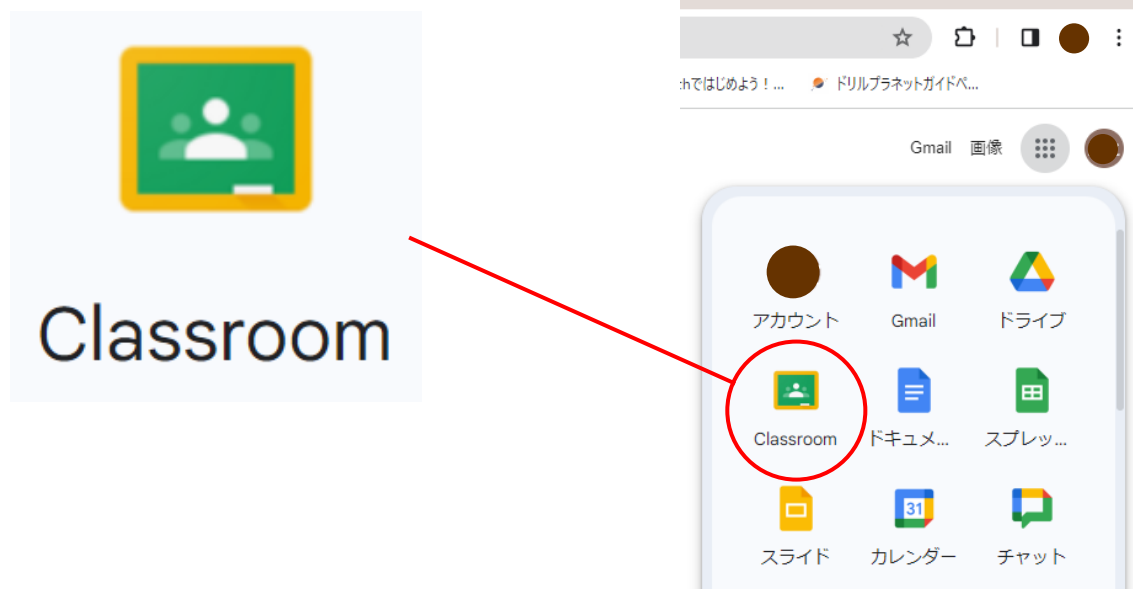 Classroom
thではじめよう！...
ドリルプラネットガイドペ...
Gmail 画像
アカウント Gmail ドライブ
Classroom ドキュメ... スプレッ...
31
スライド カレンダー チャット